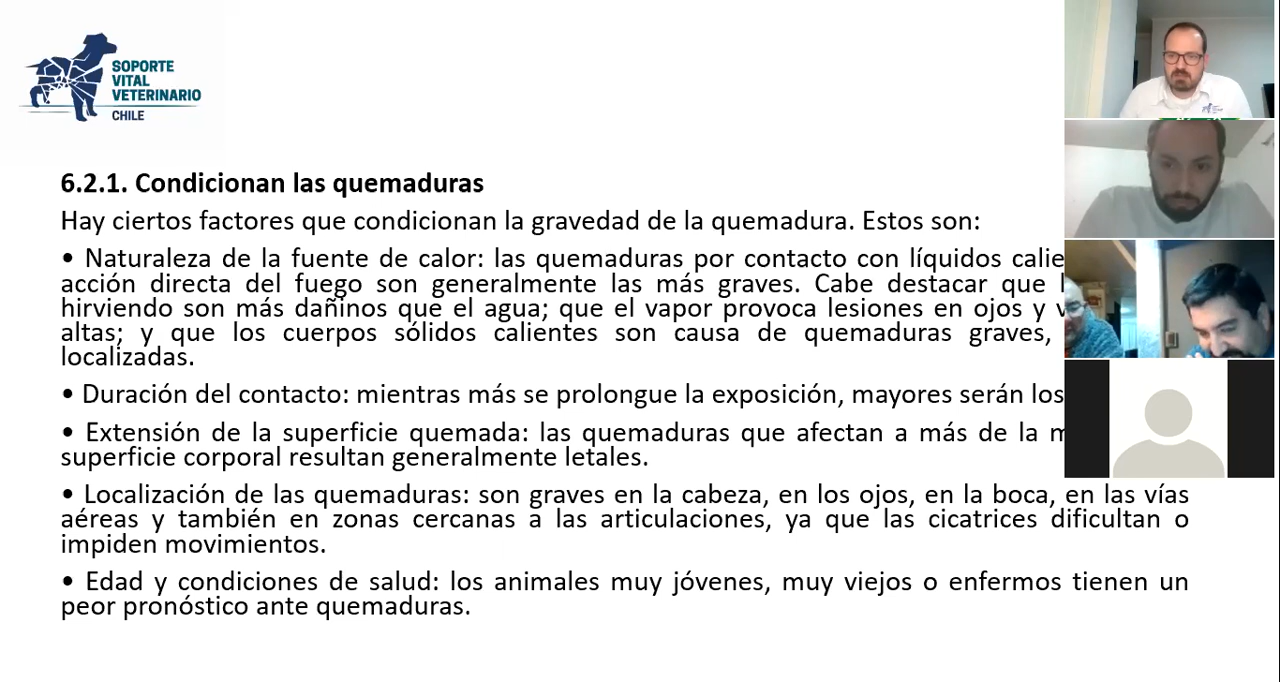 SOPORTE
VITAL
VETERINARIO
CHILE
6.2.1. Condicionan las quemaduras
Hay ciertos factores que condicionan la gravedad de la quemadura. Estos son:
• Naturaleza de la fuente de calor: las quemaduras por contacto con líquidos
acción directa del fuego son generalmente las más graves. Cabe destacar que
hirviendo son más dañinos que el agua; que el vapor provoca lesiones en ojos y
altas; y que los cuerpos sólidos calientes son causa de quemaduras graves,
localizadas.
• Duración del contacto: mientras más se prolongue la exposición, mayores serán los
• Extensión de la superficie quemada: las quemaduras que afectan a más de la
superficie corporal resultan generalmente letales.
• Localización de las quemaduras: son graves en la cabeza, en los ojos, en la boca, en las vías
aéreas y también en zonas cercanas a las articulaciones, ya que las cicatrices dificultan o
impiden movimientos.
• Edad y condiciones de salud: los animales muy jóvenes, muy viejos o enfermos tienen un
peor pronóstico ante quemaduras.